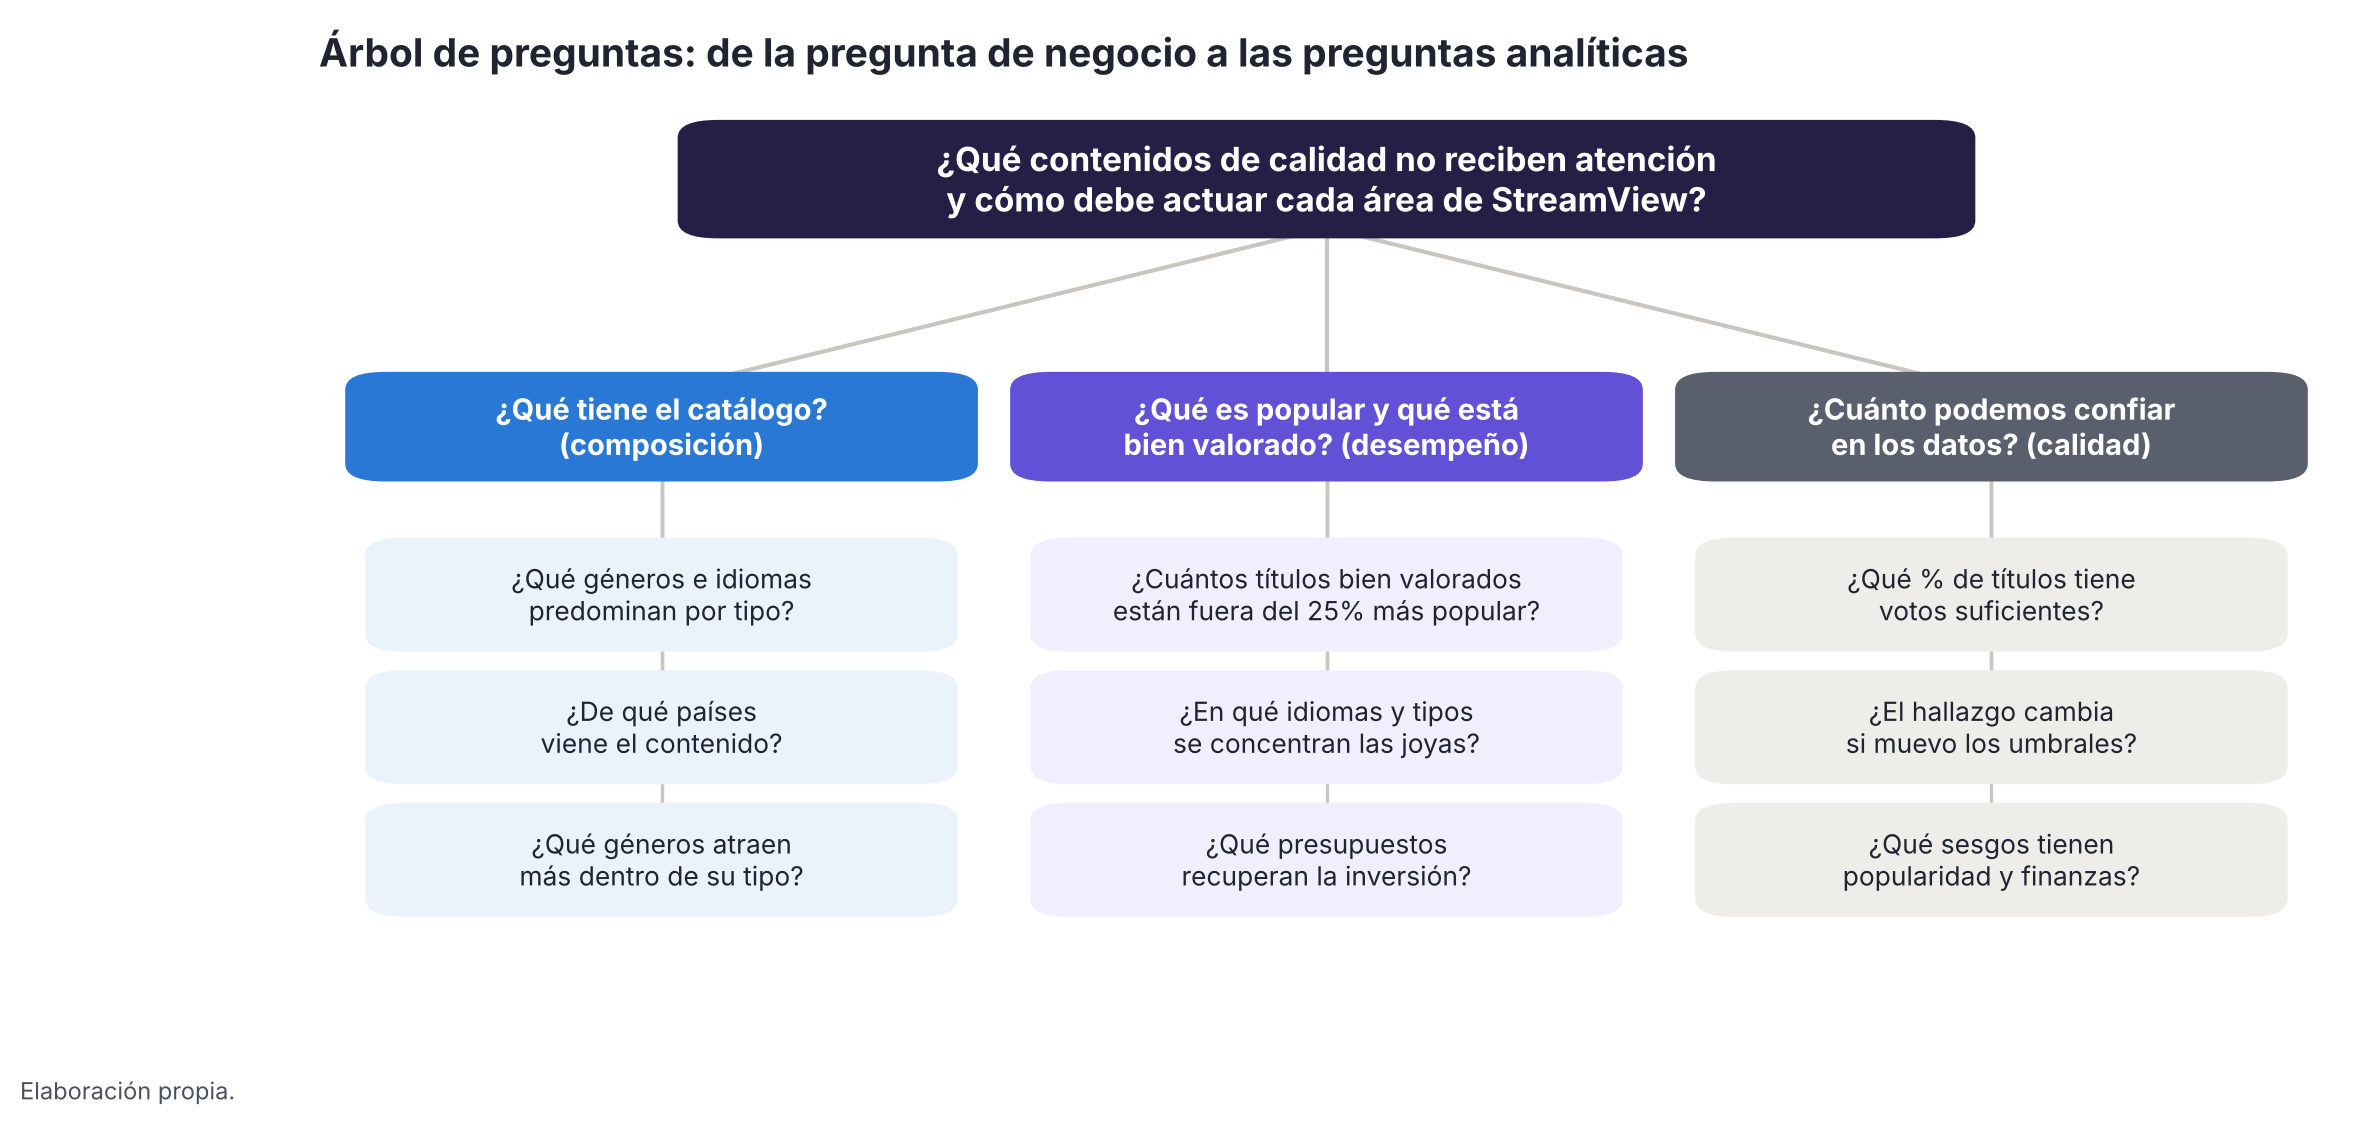 Árbol de preguntas: de la pregunta de negocio a las preguntas analíticas
¿Qué contenidos de calidad no reciben atención
y cómo debe actuar cada área de StreamView?
¿Qué tiene el catálogo?
(composición)
¿Qué géneros e idiomas
predominan por tipo?
¿De qué países
viene el contenido?
¿Qué géneros atraen
más dentro de su tipo?
¿Qué es popular y qué está
bien valorado? (desempeño)
¿Cuántos títulos bien valorados
están fuera del 25% más popular?
¿En qué idiomas y tipos
se concentran las joyas?
¿Qué presupuestos
recuperan la inversión?
¿Cuánto podemos confiar
en los datos? (calidad)
¿Qué % de títulos tiene
votos suficientes?
¿El hallazgo cambia
si muevo los umbrales?
¿Qué sesgos tienen
popularidad y finanzas?
Elaboración propia.